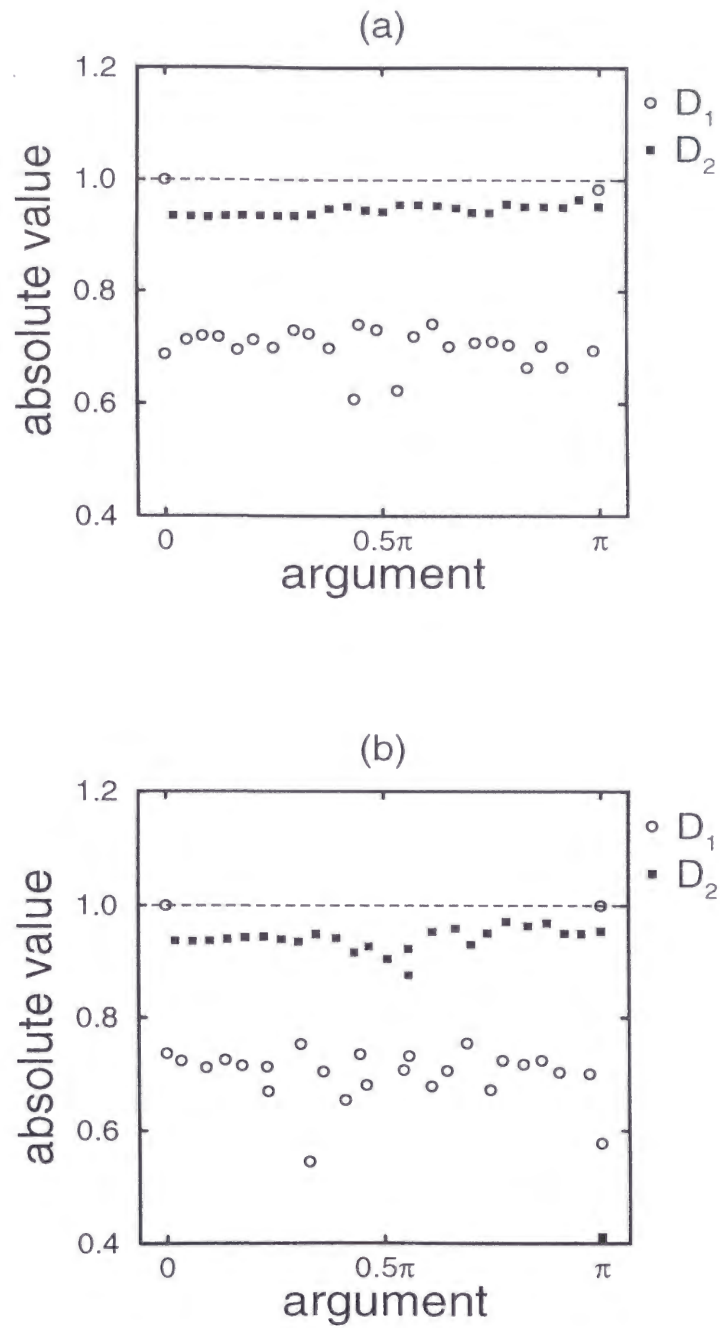 (a)
1.2
1.0
0.8
0.6
0.4
absolute value
0
0.5π
π
argument
D₁
D₂
(b)
1.2
1.0
0.8
0.6
0.4
absolute value
0
0.5π
π
argument
D₁
D₂